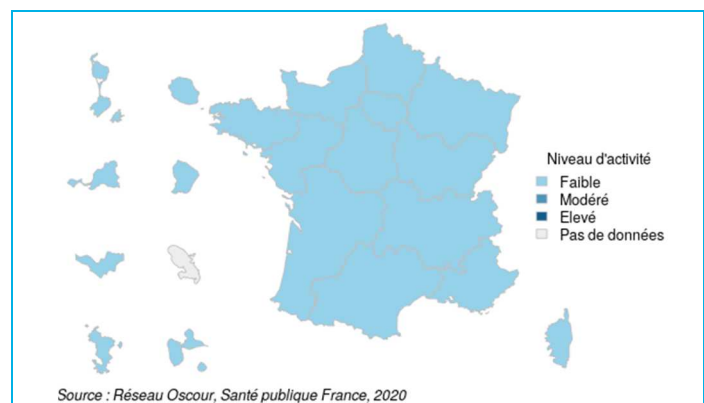 Niveau d'activité
Faible
Modéré
Elevé
Pas de données
Source : Réseau Oscour, Santé publique France, 2020